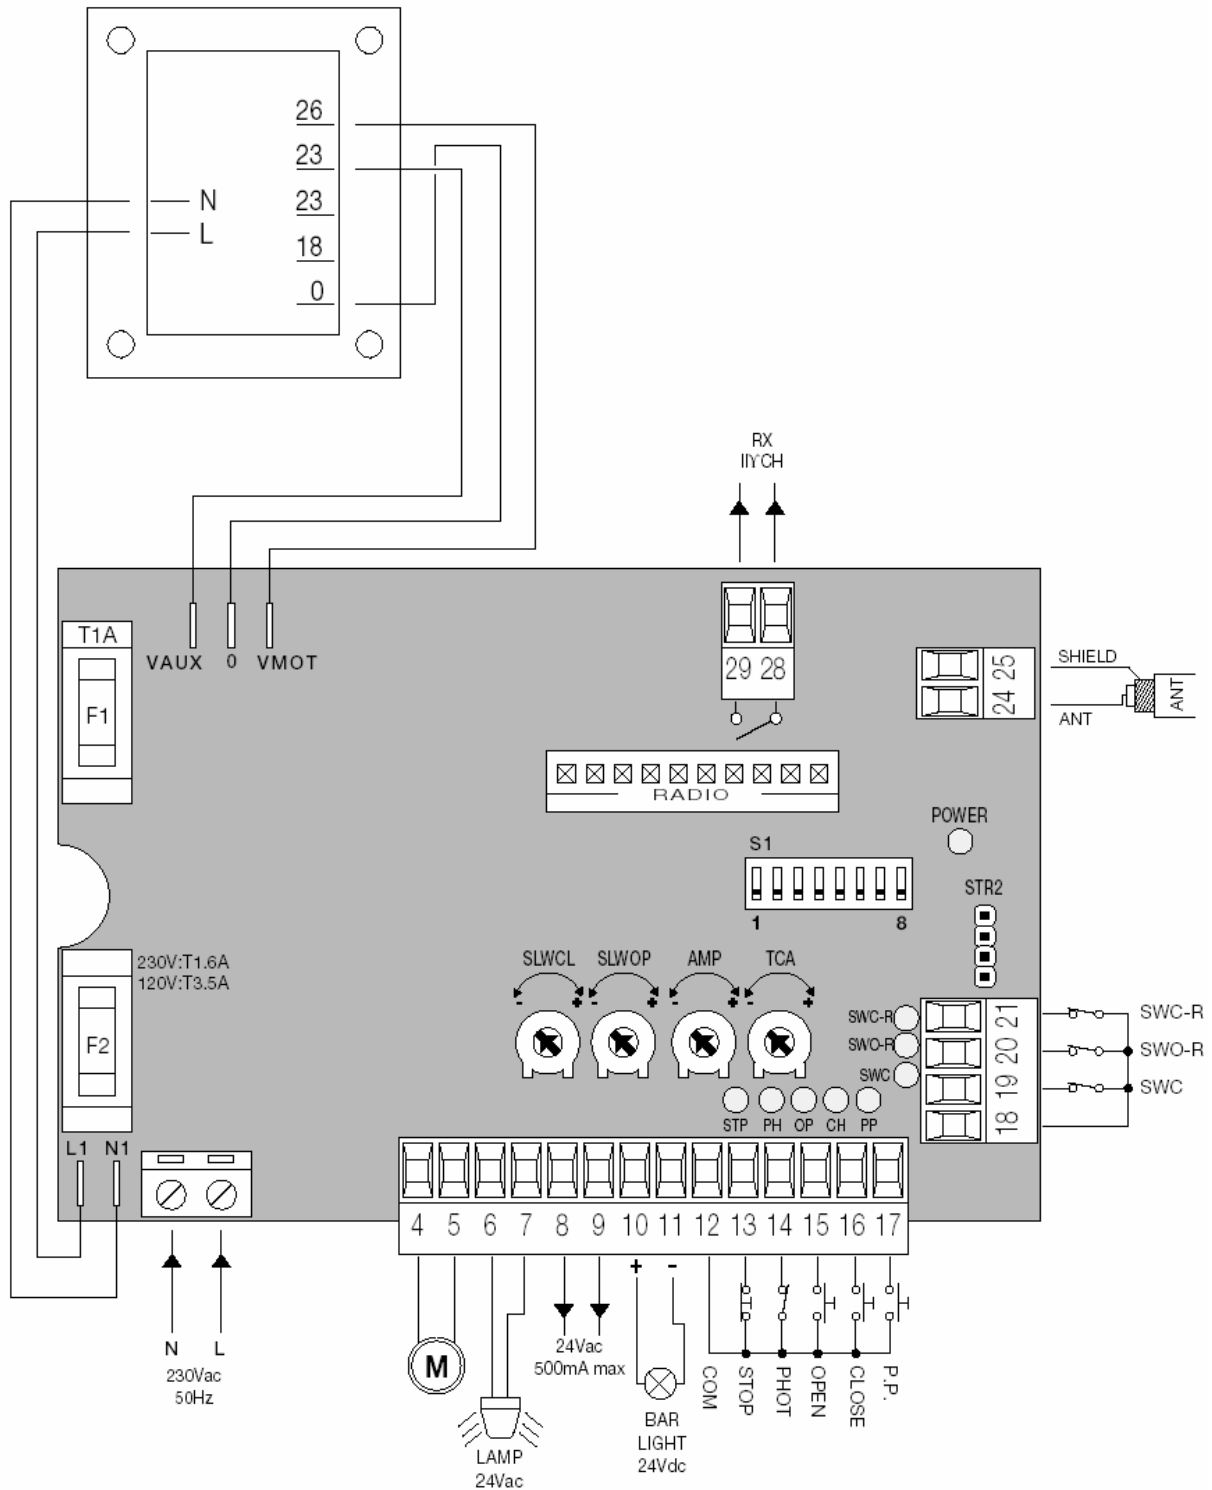 26
23
N
23
L
18
0
RX
IIYCH
T1A
VAUX 0 VMOT
F1
29 28
25
24
SHIELD
ANT
ANT
RADIO
POWER
S1
1 8
STR2
230V:T1.6A
120V:T3.5A
F2
SLWCL SLWOP AMP TCA
- + - + - + - +
SWC-R
SWO-R
SWC
21
20
19
18
SWC-R
SWO-R
SWC
STP PH OP CH PP
L1 N1
4 5 6 7 8 9 10 11 12 13 14 15 16 17
+ -
N L
230Vac
50Hz
M
LAMP
24Vac
24Vac
500mA max
BAR
LIGHT
24Vdc
COM
STOP
PHOT
OPEN
CLOSE
P.P.